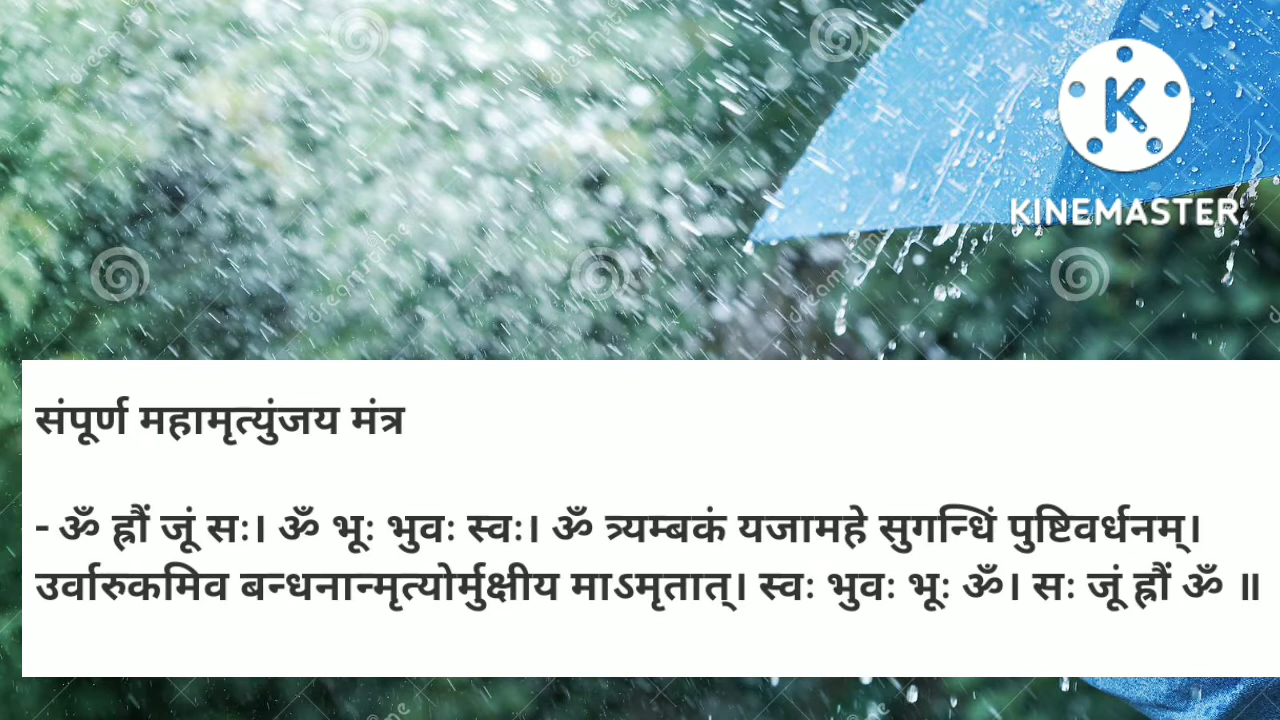 KINEMASTER
संपूर्ण महामृत्युंजय मंत्र
- ॐ ह्रौं जूं सः। ॐ भूः भुवः स्वः। ॐ त्र्यम्बकं यजामहे सुगन्धिं पुष्टिवर्धनम्।
उर्वारुकमिव बन्धनान्मृत्योर्मुक्षीय माऽमृतात्। स्वः भुवः भूः ॐ। सः जूं ह्रौं ॐ ॥